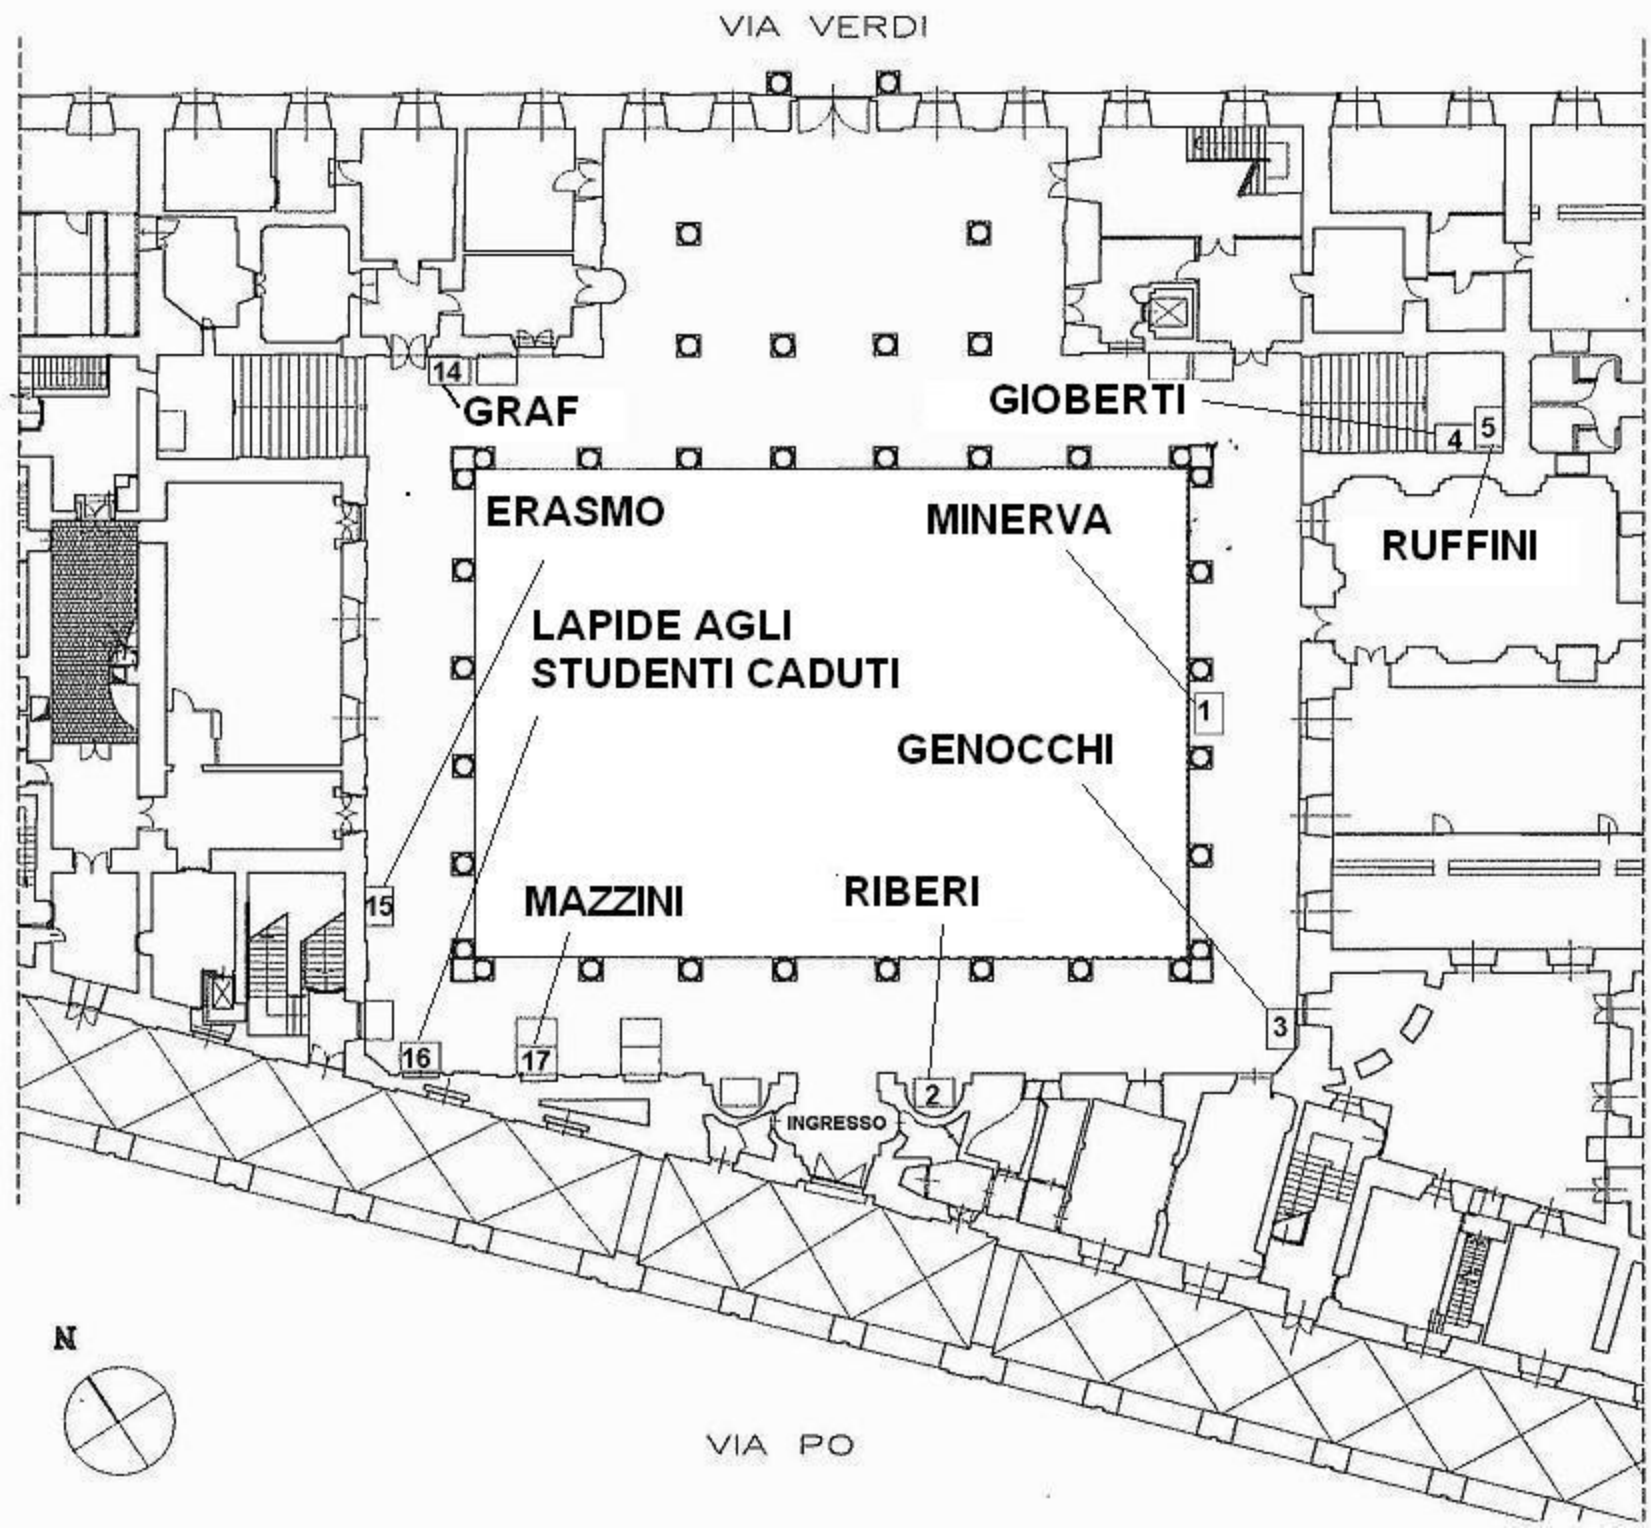 VIA VERDI
14
GRAF
GIOBERTI
4
5
ERASMO
MINERVA
RUFFINI
LAPIDE AGLI
STUDENTI CADUTI
1
GENOCCHI
15
MAZZINI
RIBERI
3
16
17
2
INGRESSO
N
VIA PO